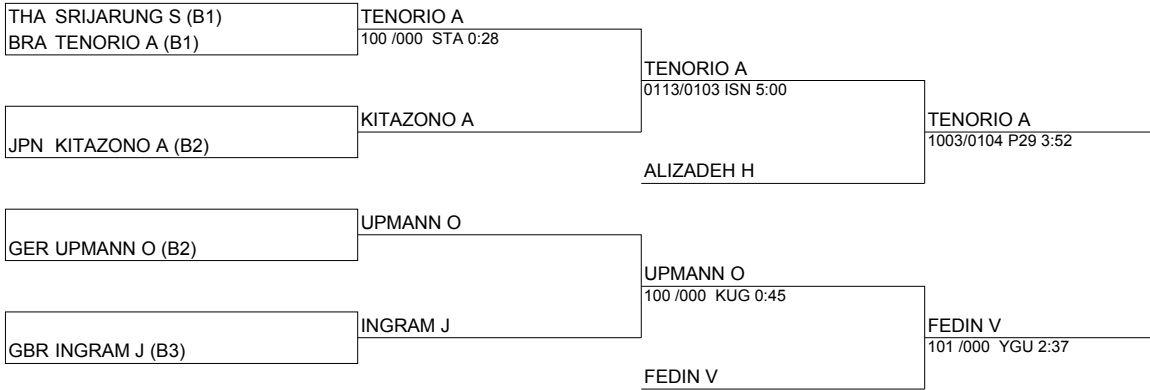 THA SRIJARUNG S (B1)
BRA TENORIO A (B1)
TENORIO A
100 /000 STA 0:28
JPN KITAZONO A (B2)
KITAZONO A
TENORIO A
0113/0103 ISN 5:00
ALIZADEH H
TENORIO A
1003/0104 P29 3:52
GER UPMANN O (B2)
UPMANN O
GBR INGRAM J (B3)
INGRAM J
UPMANN O
100 /000 KUG 0:45
FEDIN V
FEDIN V
101 /000 YGU 2:37